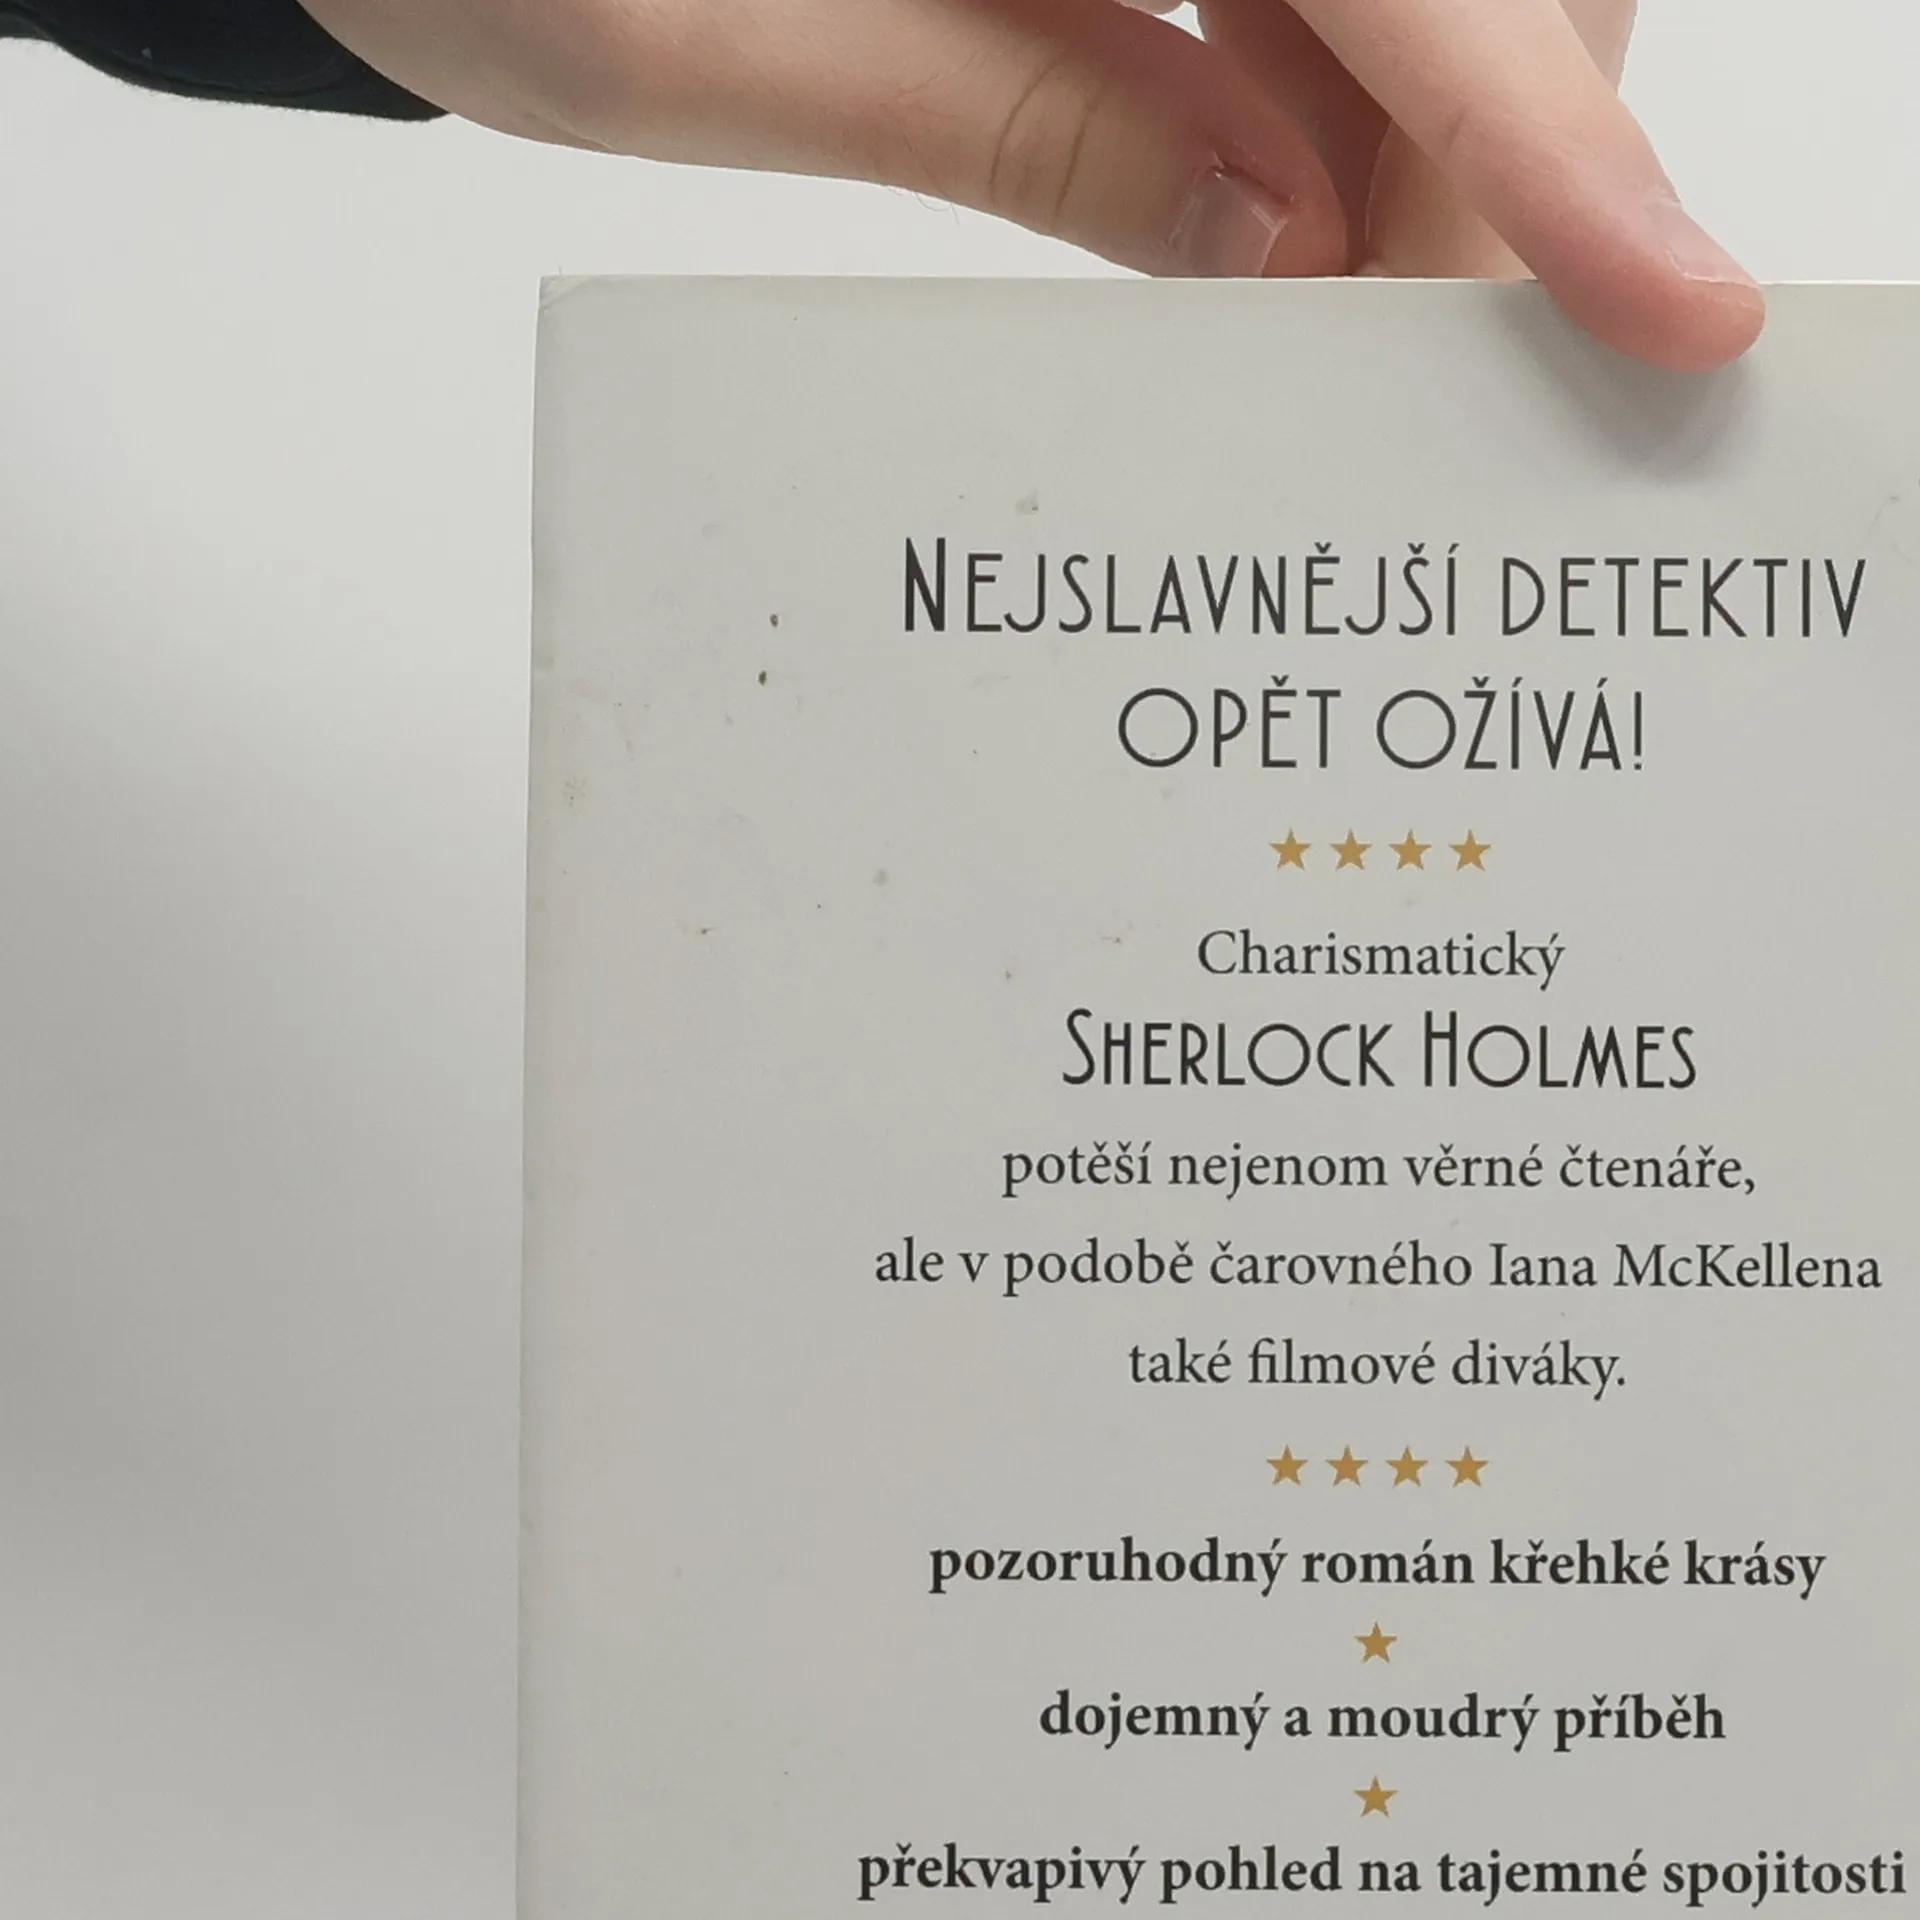 NEJSLAVNĚJŠÍ DETEKTIV
OPĚT OŽÍVÁ!
Charismatický
SHERLOCK HOLMES
potěší nejenom věrné čtenáře,
ale v podobě čarovného Iana McKellena
také filmové diváky.
pozoruhodný román křehké krásy
dojemný a moudrý příběh
překvapivý pohled na tajemné spojitosti